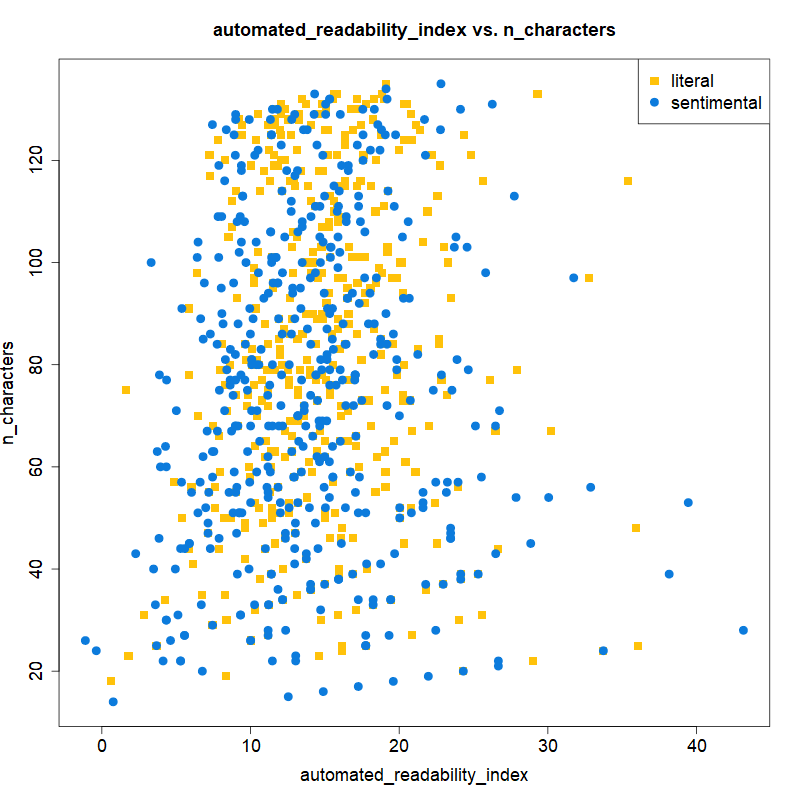 automated_readability_index vs. n_characters
literal
sentimental
120
100
80
60
40
20
n_characters
0 10 20 30 40
automated_readability_index